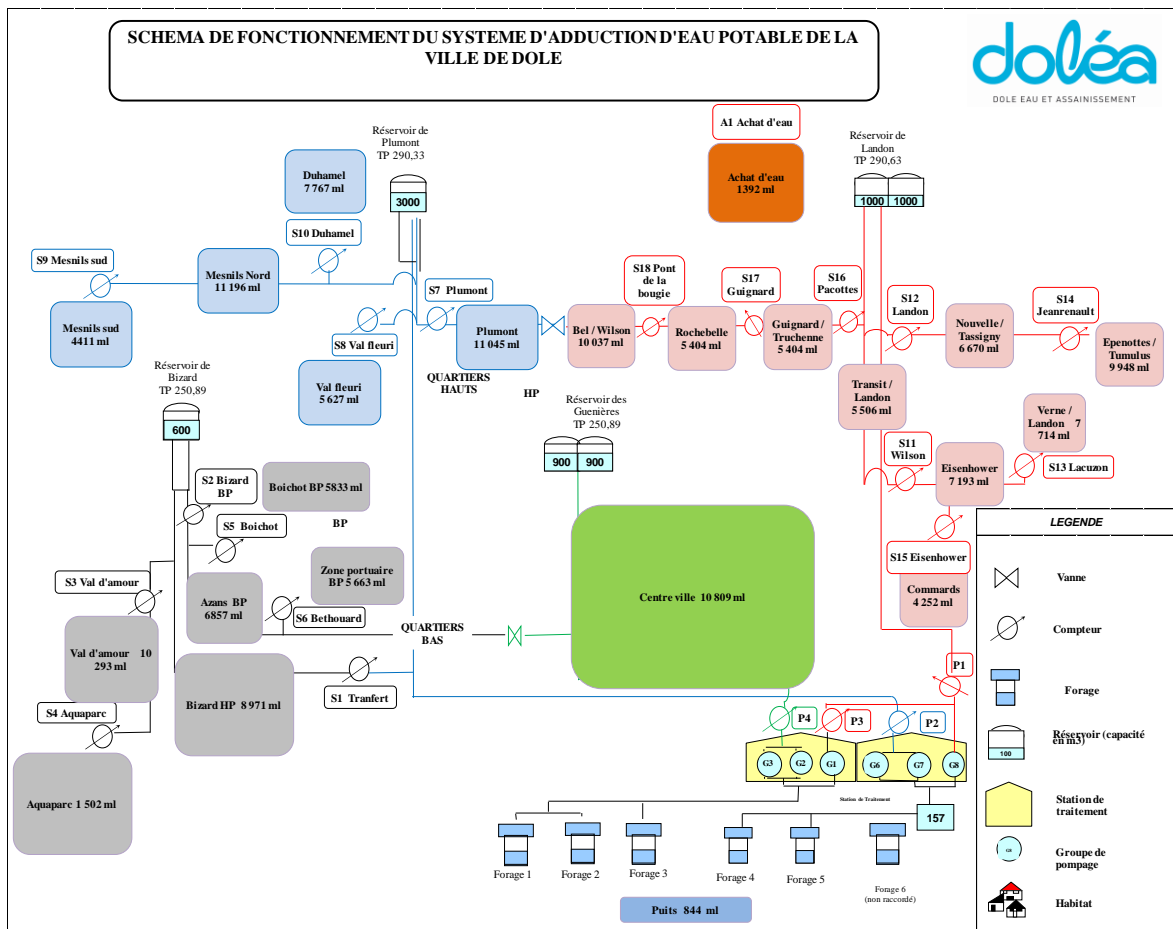 SCHEMA DE FONCTIONNEMENT DU SYSTEME D'ADDUCTION D'EAU POTABLE DE LA
VILLE DE DOLE
doléa
DOLE EAU ET ASSAINISSEMENT
A1 Achat d'eau
Achat d'eau
1392 ml
Réservoir de
Plumont
TP 290,33
3000
Réservoir de
Landon
TP 290,63
1000
1000
Duhamel
7 767 ml
S10 Duhamel
S9 Mesnils sud
Mesnils Nord
11 196 ml
Mesnils sud
4411 ml
S7 Plumont
S8 Val fleuri
Val fleuri
5 627 ml
Plumont
11 045 ml
QUARTIERS
HAUTS
HP
Bel / Wilson
10 037 ml
S18 Pont
de la
bougie
Rochebelle
5 404 ml
S17
Guignard
Guignard /
Truchenne
5 404 ml
S16
Pacottes
S12
Landon
Nouvelle /
Tassigny
6 670 ml
S14
Jeanrenault
Epenottes /
Tumulus
9 948 ml
Transit /
Landon
5 506 ml
S11
Wilson
Eisenhower
7 193 ml
Verne /
Landon 7
714 ml
S13 Lacuzon
S15 Eisenhower
Commards
4 252 ml
Réservoir de
Bizard
TP 250,89
600
Réservoir des
Guenières
TP 250,89
900
900
S2 Bizard
BP
Boichot BP 5833 ml
BP
S5 Boichot
S3 Val d'amour
Azans BP
6857 ml
Zone portuaire
BP 5 663 ml
S6 Bethouard
QUARTIERS
BAS
Centre ville 10 809 ml
Val d'amour 10
293 ml
Bizard HP 8 971 ml
S1 Tranfert
S4 Aquaparc
Aquaparc 1 502 ml
P1
P4
P3
P2
G3
G2
G1
G6
G7
G8
Station de Traitement
157
Forage 1
Forage 2
Forage 3
Forage 4
Forage 5
Forage 6
(non raccordé)
Puits 844 ml
LEGENDE
Vanne
Compteur
Forage
Réservoir (capacité
en m3)
100
Station de
traitement
Groupe de
pompage
Habitat